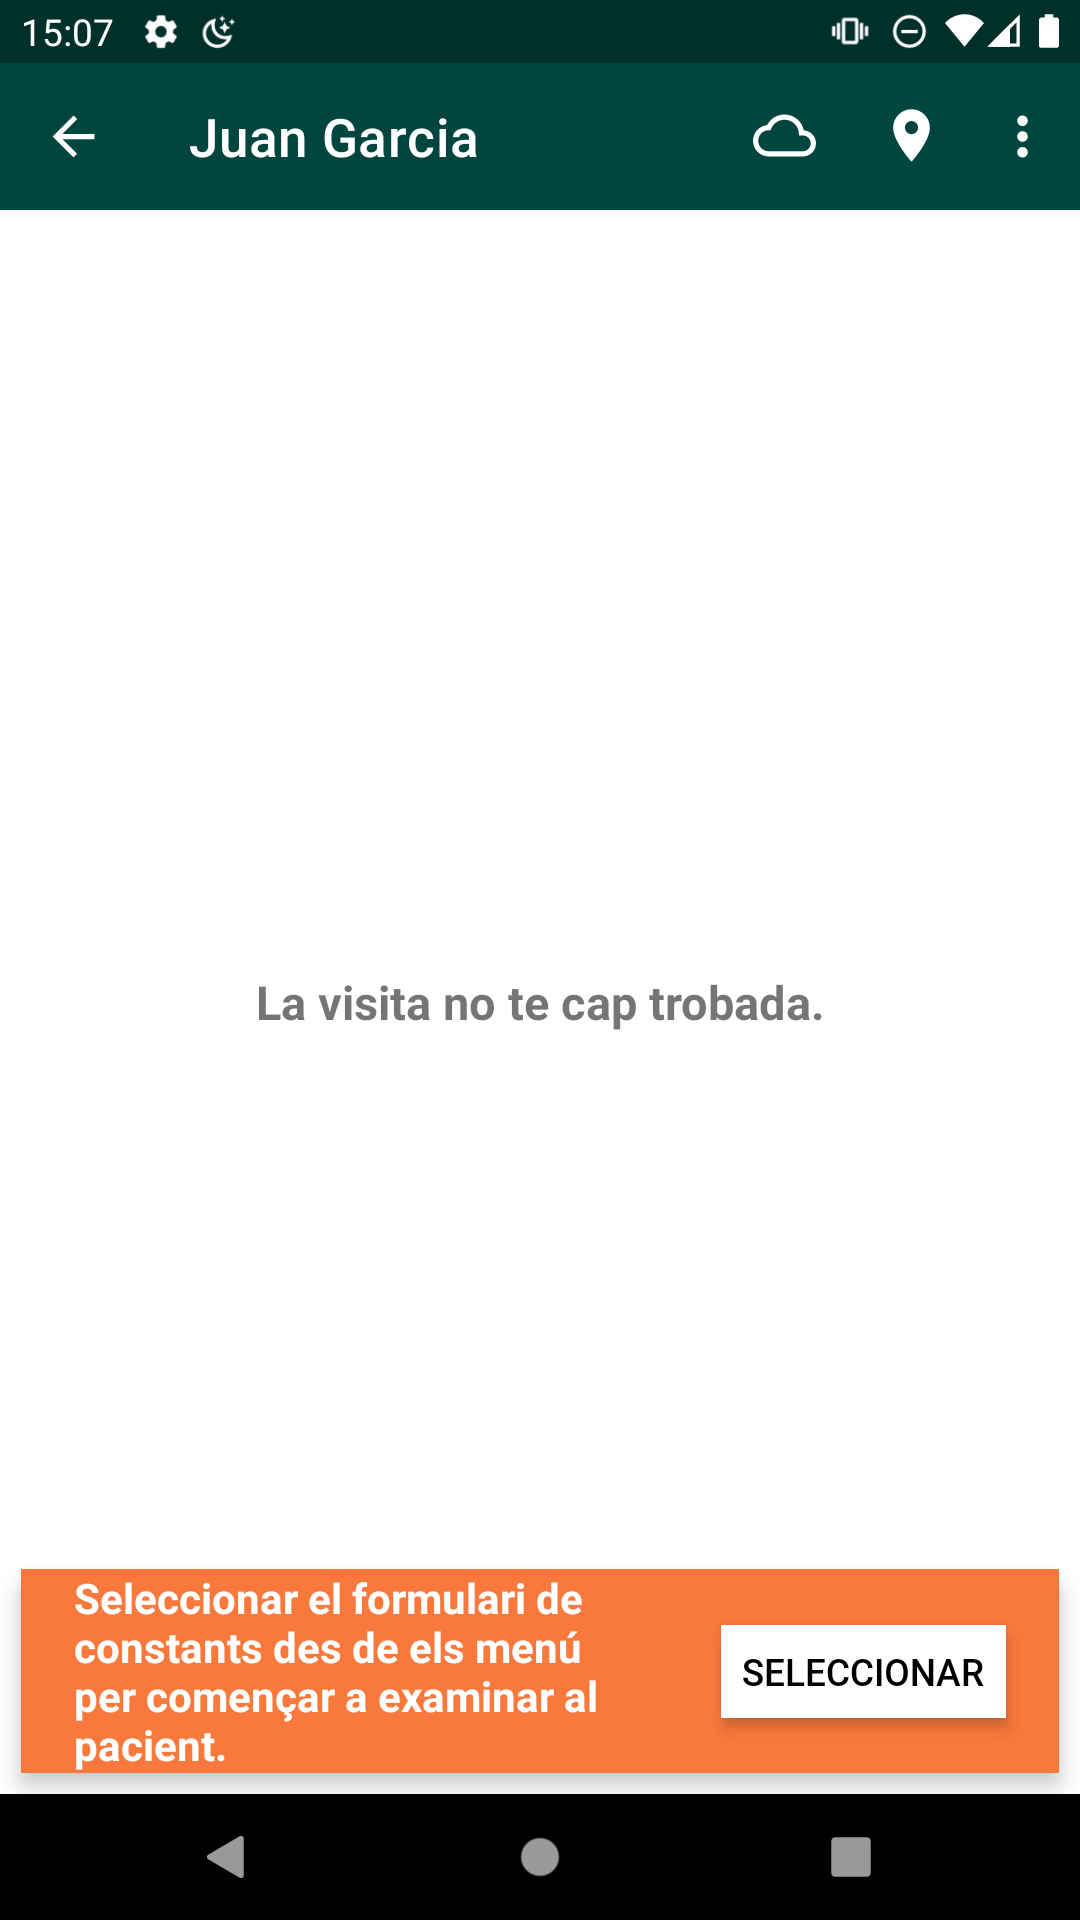 15:07
Juan Garcia
La visita no te cap trobada.
Seleccionar el formulari de
constants des de els menú
per començar a examinar al
pacient.
SELECCIONAR